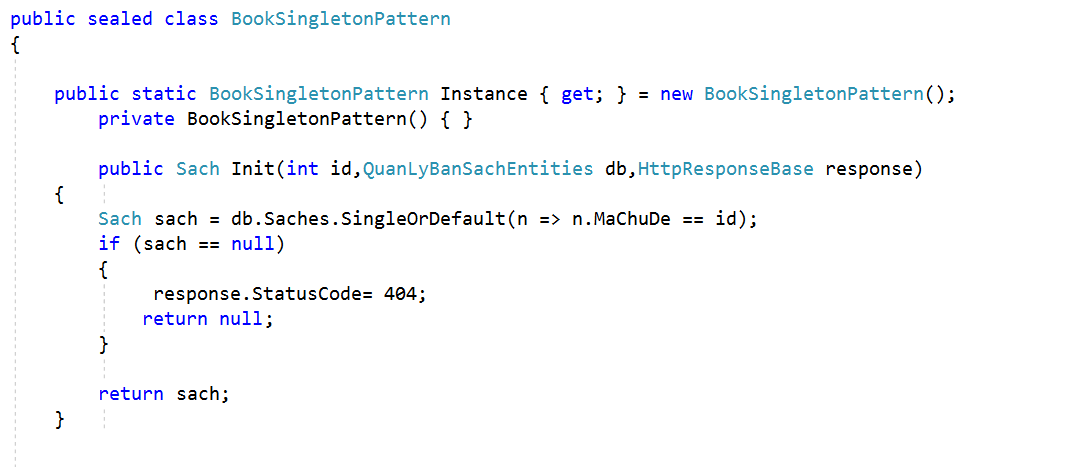 public sealed class BookSingletonPattern
{
public static BookSingletonPattern Instance { get; } = new BookSingletonPattern();
private BookSingletonPattern() { }
public Sach Init(int id,QuanLyBanSachEntities db,HttpResponseBase response)
{
Sach sach = db.Saches.SingleOrDefault(n => n.MaChuDe == id);
if (sach == null)
{
response.StatusCode= 404;
return null;
}
return sach;
}